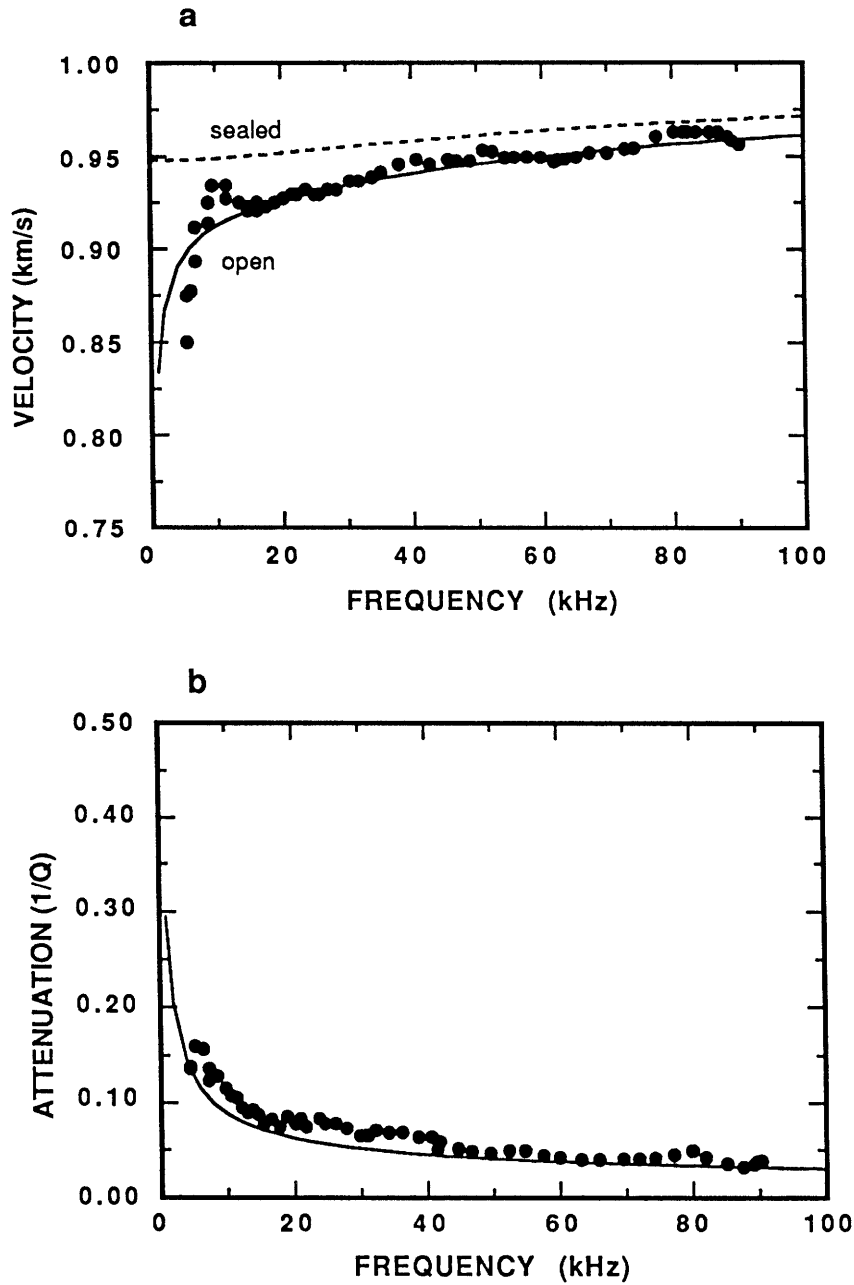 a
1.00
sealed
0.95
0.90
open
0.85
0.80
0.75
0 20 40 60 80 100
VELOCITY (km/s)
FREQUENCY (kHz)
b
0.50
0.40
0.30
0.20
0.10
0.00
0 20 40 60 80 100
ATTENUATION (1/Q)
FREQUENCY (kHz)